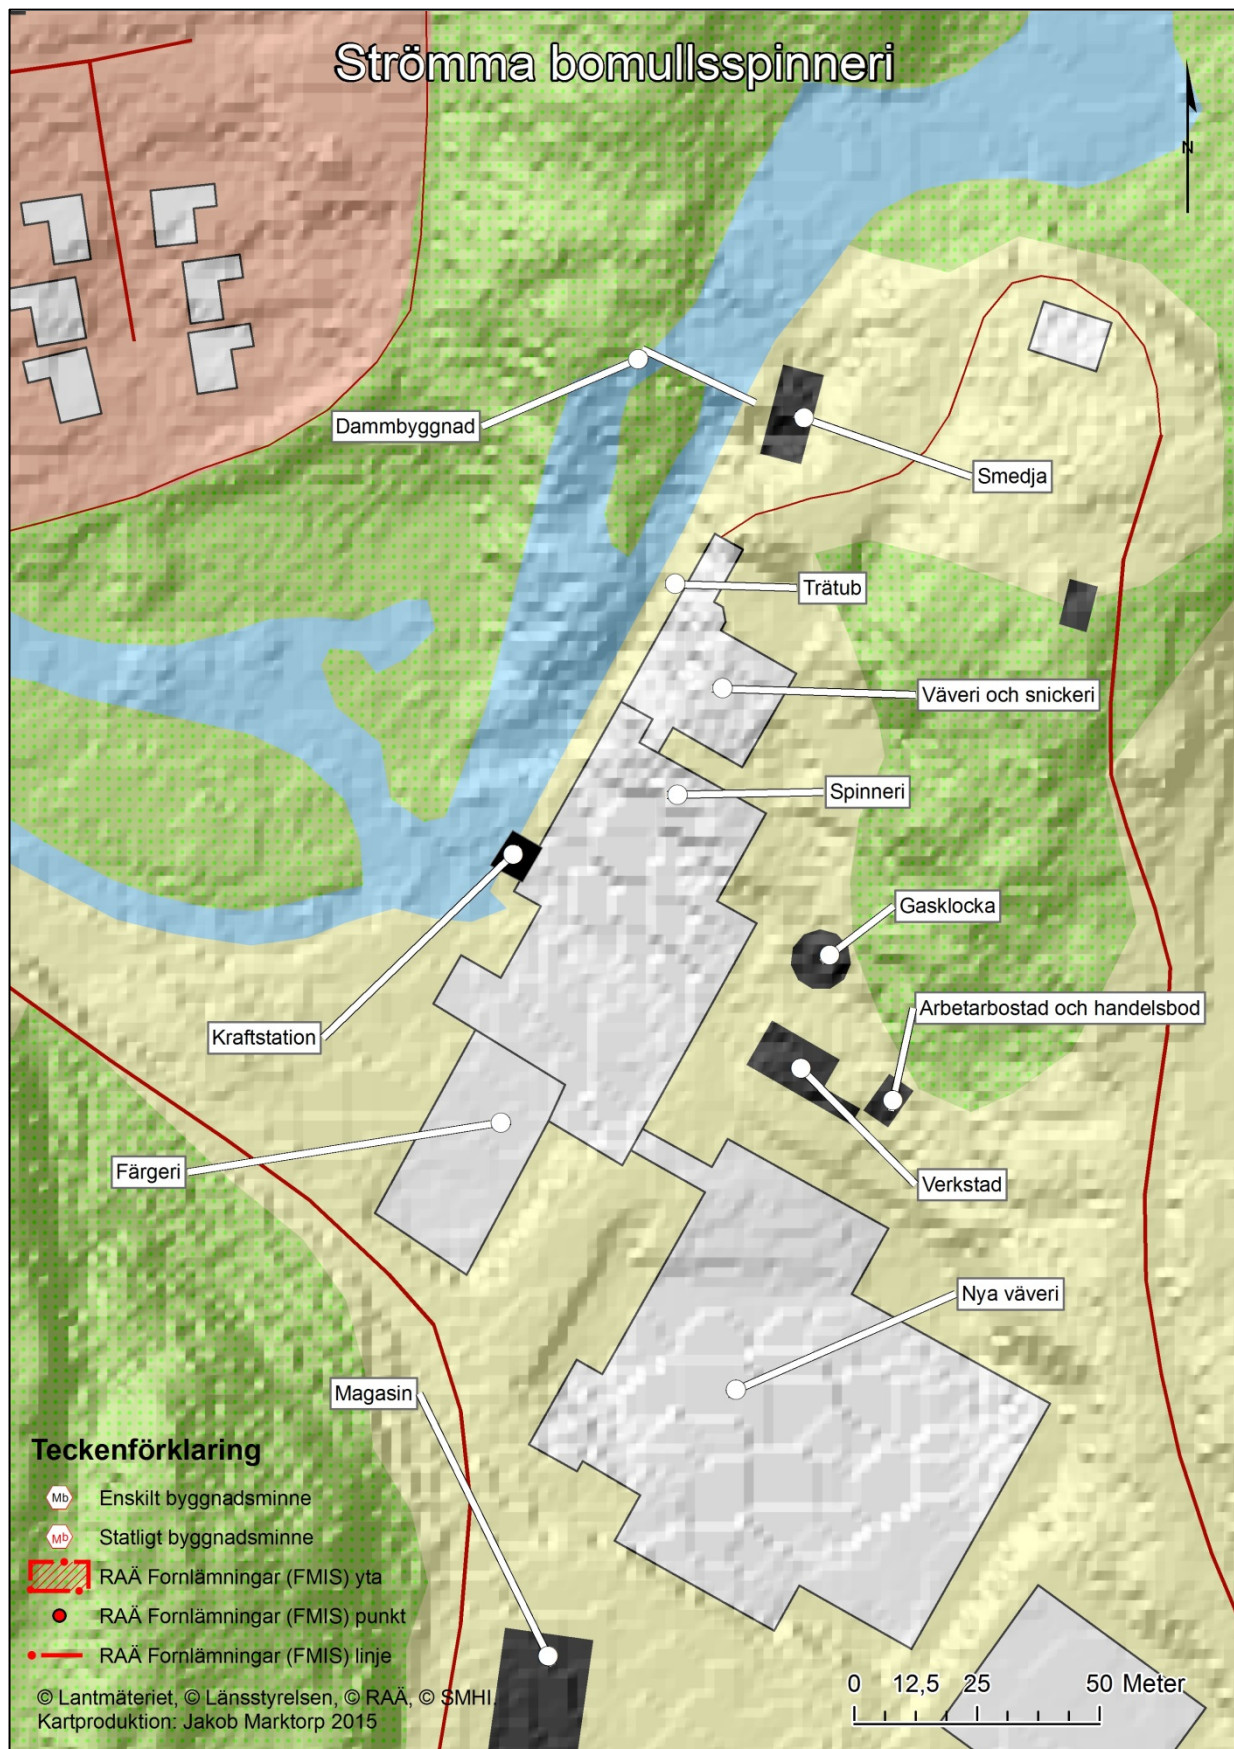 Strömma bomullsspinneri
N
Dammbyggnad
Smedja
Trätub
Väveri och snickeri
Spinneri
Gasklocka
Arbetarbostad och handelsbod
Kraftstation
Färgeri
Verkstad
Nya väveri
Magasin
Teckenförklaring
Mb Enskilt byggnadsminne
Mb Statligt byggnadsminne
RAÄ Fornlämningar (FMIS) yta
RAÄ Fornlämningar (FMIS) punkt
RAÄ Fornlämningar (FMIS) linje
© Lantmäteriet, © Länsstyrelsen, © RAÄ, © SMHI.
Kartproduktion: Jakob Marktorp 2015
0 12,5 25 50 Meter